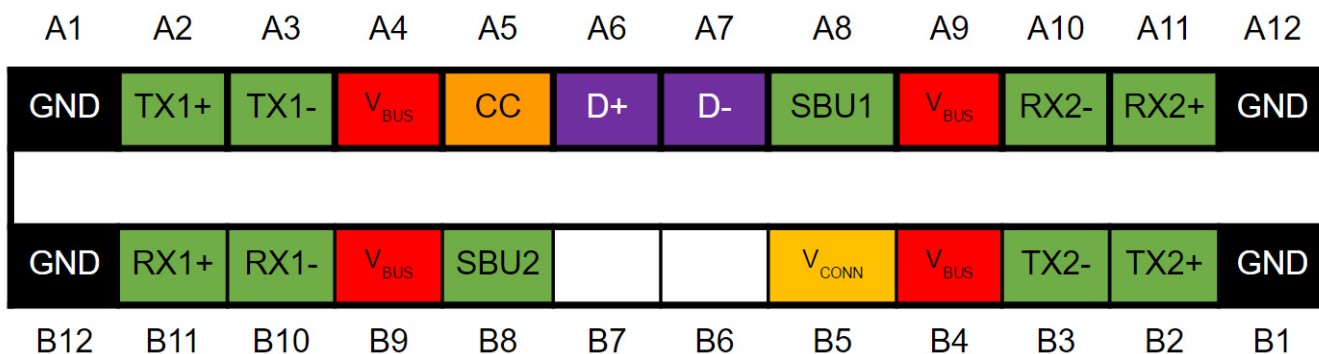 A1 A2 A3 A4 A5 A6 A7 A8 A9 A10 A11 A12
GND TX1+ TX1- VBUS CC D+ D- SBU1 VBUS RX2- RX2+ GND
GND RX1+ RX1- VBUS SBU2 VCONN VBUS TX2- TX2+ GND
B12 B11 B10 B9 B8 B7 B6 B5 B4 B3 B2 B1